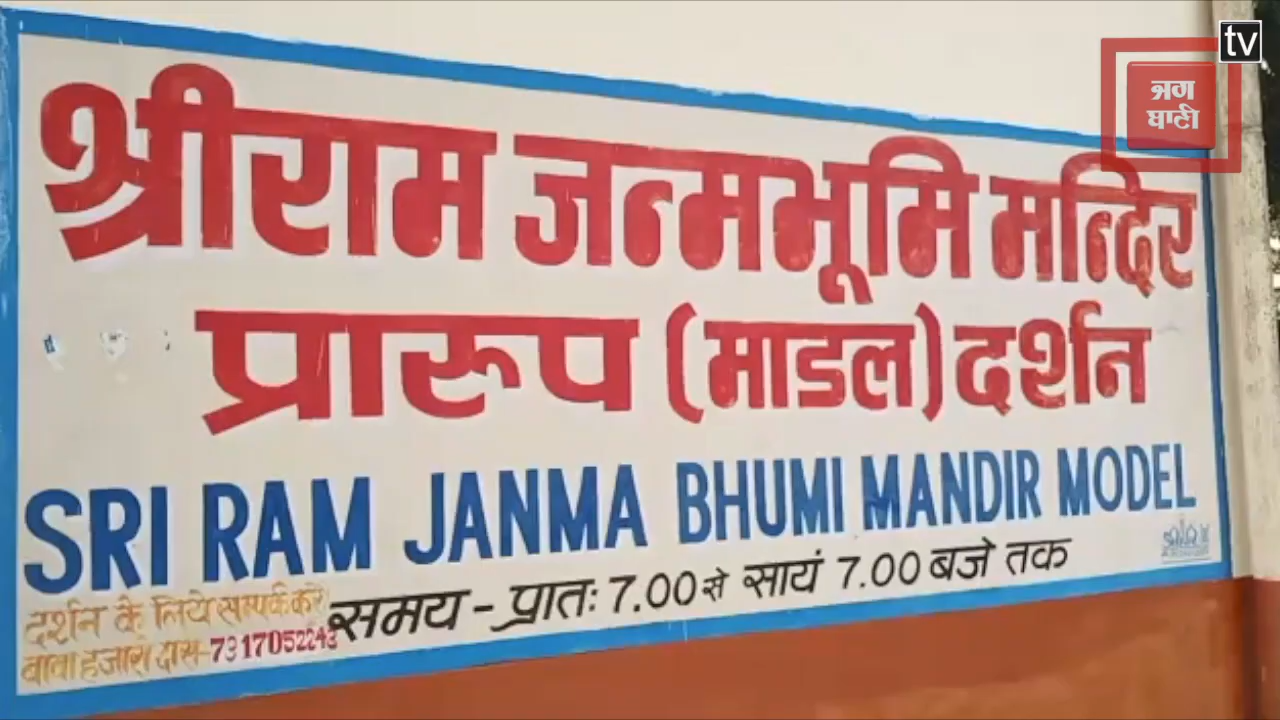 tv
ਜਗ
ਬਾਣੀ
श्रीराम जन्मभूमि मन्दिर
प्रारुप (माडल) दर्शन
SRI RAM JANMA BHUMI MANDIR MODEL
समय - प्रातः 7.00 से सायं 7.00 बजे तक
दर्शन के लिये सम्पर्क करें
बाबा हजारी दास-7317052243